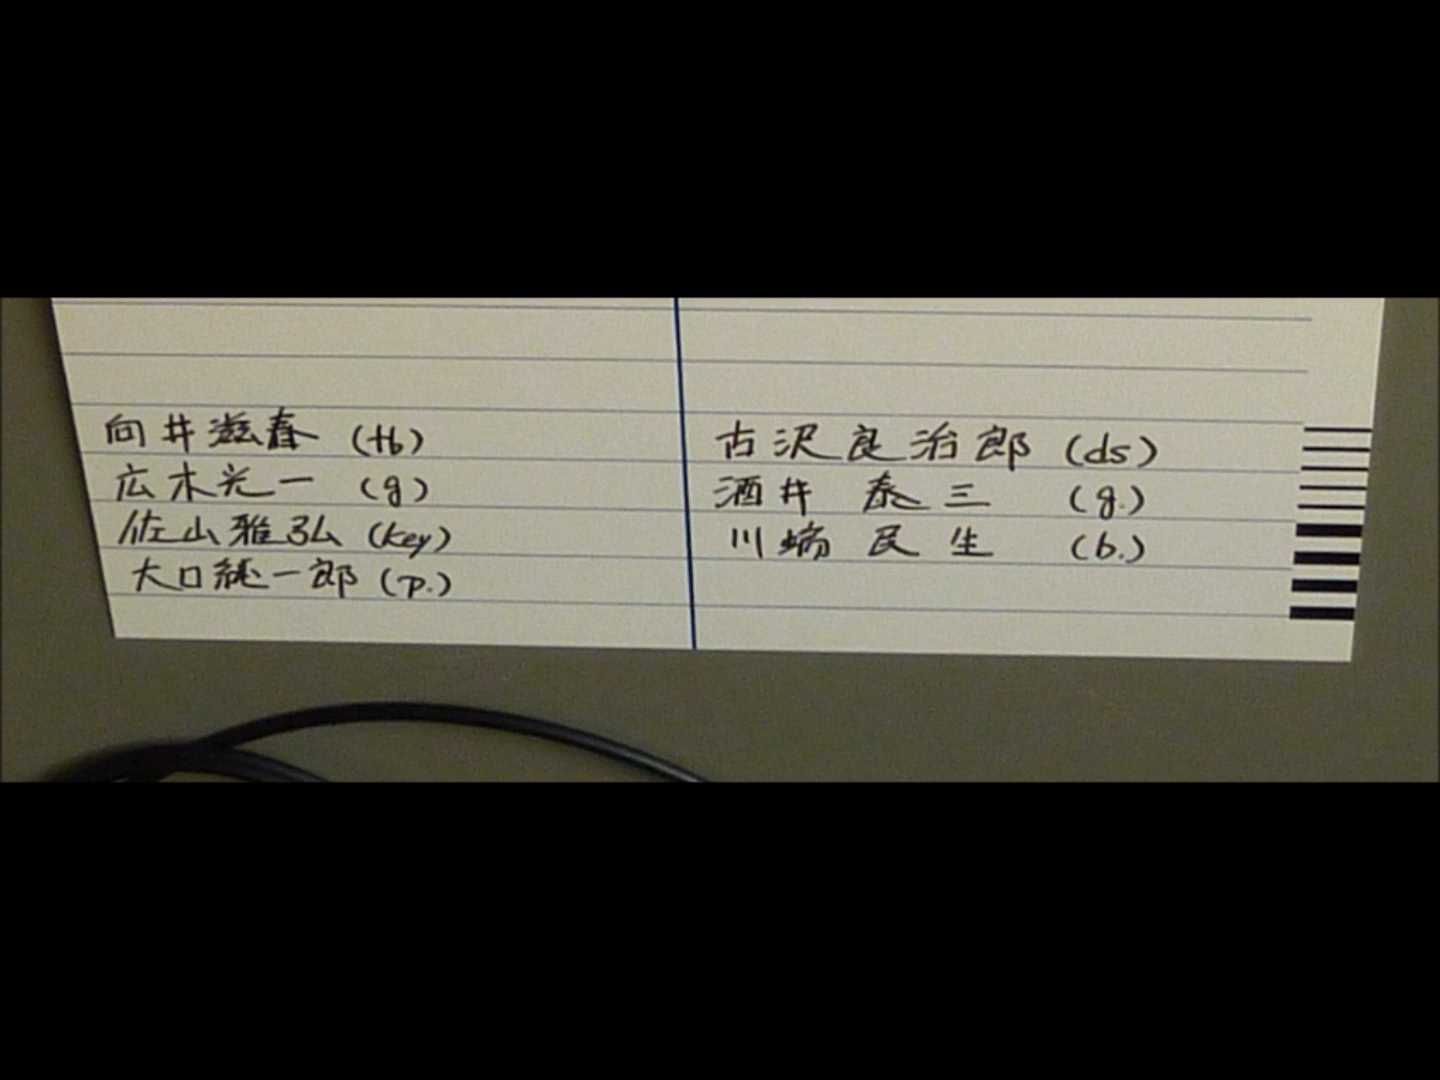 向井滋春 (tb)
広木光一 (g)
佐山雅弘 (key)
大口純一郎 (p.)
古沢良治郎 (ds)
酒井 泰三 (g.)
川端 民生 (b.)